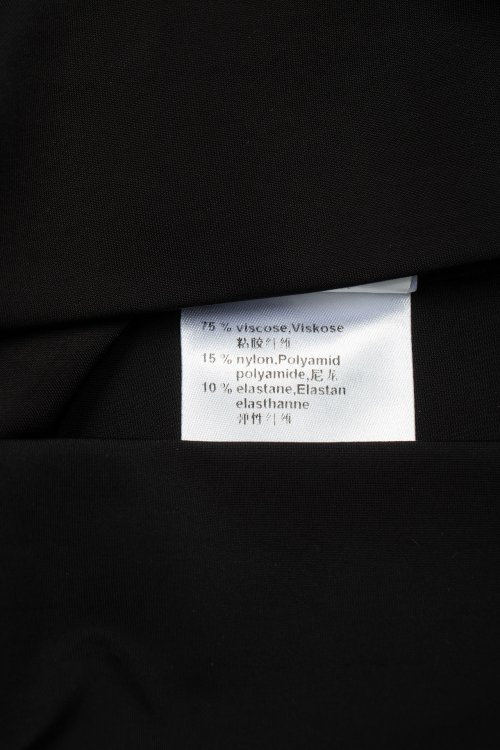 75 % viscose,Viskose
粘胶纤维
15 % nylon,Polyamid
polyamide,尼龙
10 % elastane,Elastan
elasthanne
弹性纤维